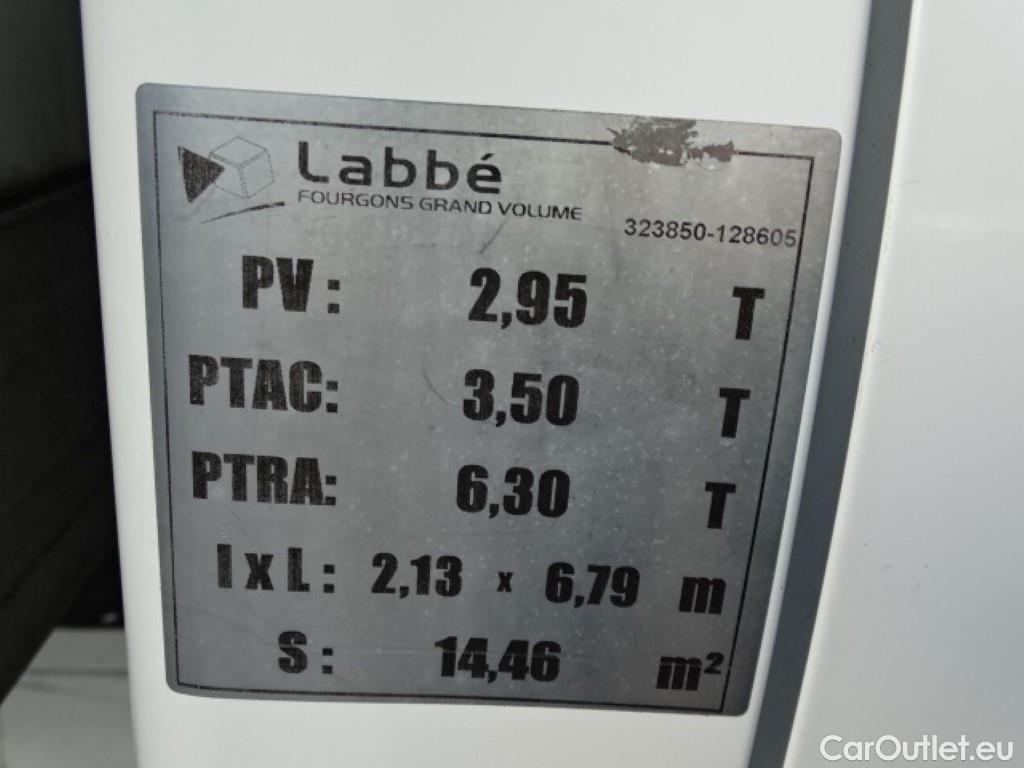 Labbé
FOURGONS GRAND VOLUME
323850-128605
PV: 2,95 T
PTAC: 3,50 T
PTRA: 6,30 T
l x L: 2,13 x 6,79 m
S: 14,46 m²
CarOutlet.eu